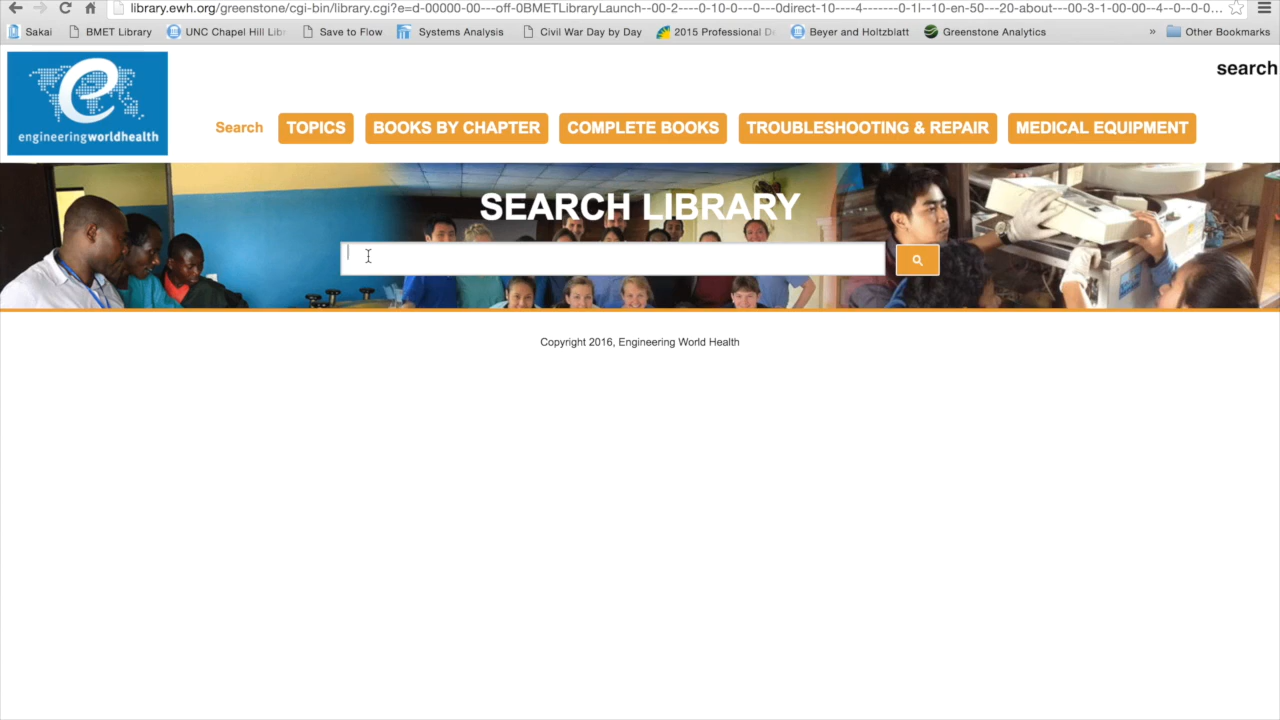 library.ewh.org/greenstone/cgi-bin/library.cgi?e=d-00000-00---off-0BMETLibraryLaunch--00-2----0-10-0---0---0direct-10----4-------0-1l--10-en-50---20-about---00-3-1-00-00--4--0--0-0...
Sakai BMET Library UNC Chapel Hill Libr Save to Flow Systems Analysis Civil War Day by Day 2015 Professional D Beyer and Holtzblatt Greenstone Analytics » Other Bookmarks
search
e
engineeringworldhealth
Search TOPICS BOOKS BY CHAPTER COMPLETE BOOKS TROUBLESHOOTING & REPAIR MEDICAL EQUIPMENT
SEARCH LIBRARY
Copyright 2016, Engineering World Health